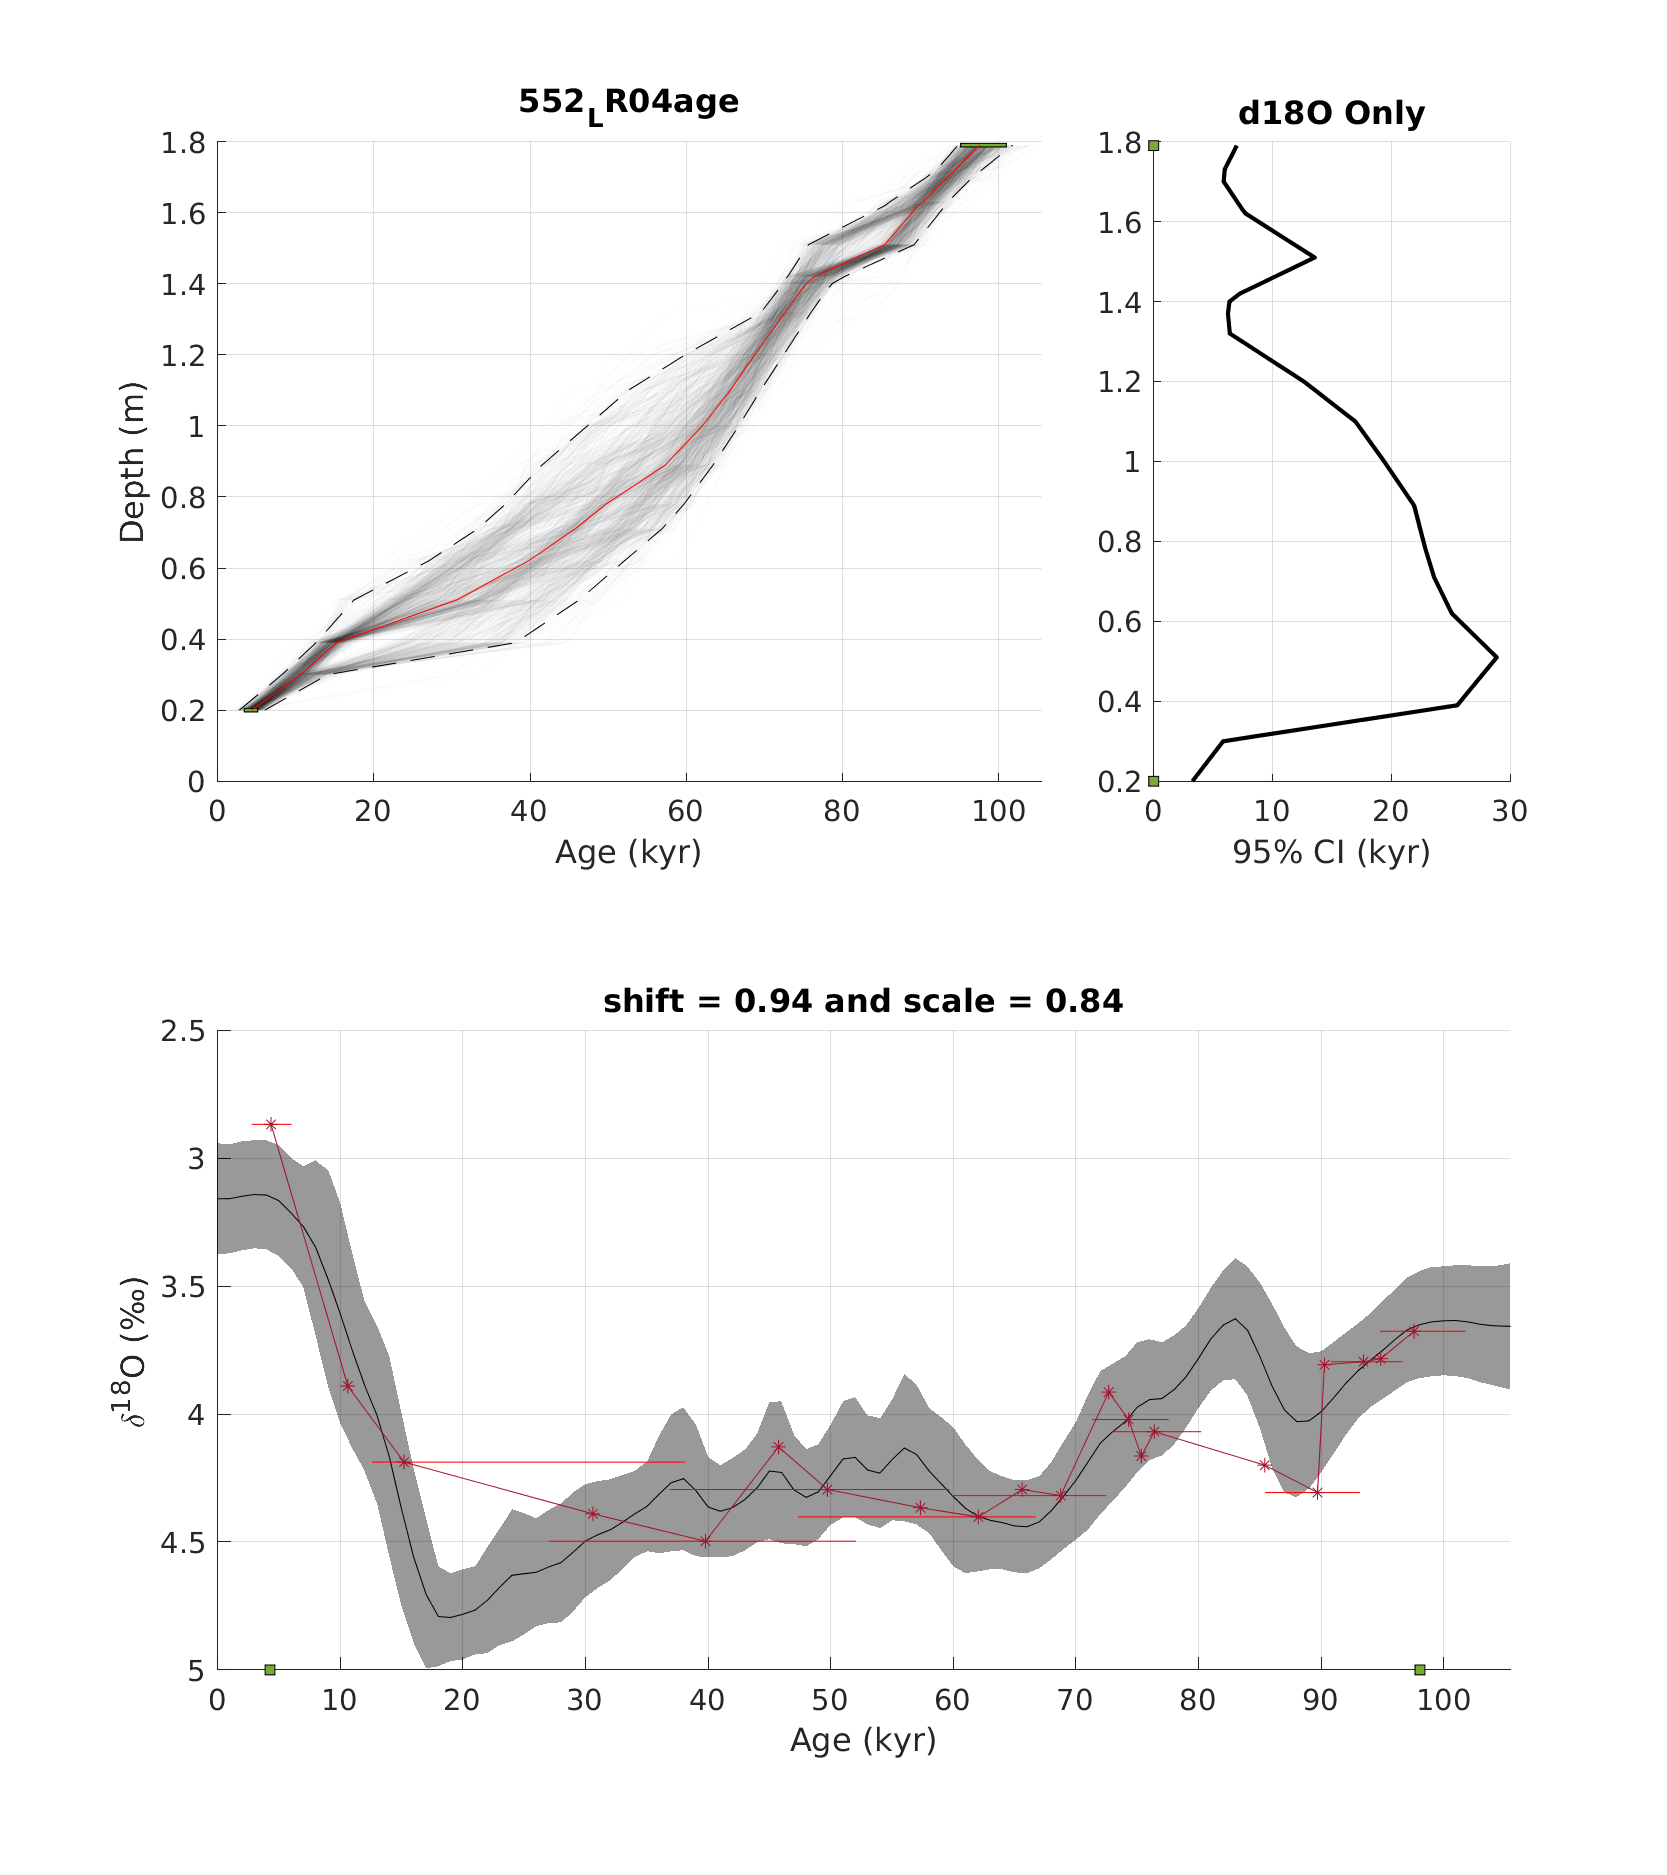 552LR04age
1.8
1.6
1.4
1.2
1
0.8
0.6
0.4
0.2
0
Depth (m)
0 20 40 60 80 100
Age (kyr)
d18O Only
1.8
1.6
1.4
1.2
1
0.8
0.6
0.4
0.2
0 10 20 30
95% CI (kyr)
shift = 0.94 and scale = 0.84
2.5
3
3.5
4
4.5
5
δ18O (‰)
0 10 20 30 40 50 60 70 80 90 100
Age (kyr)